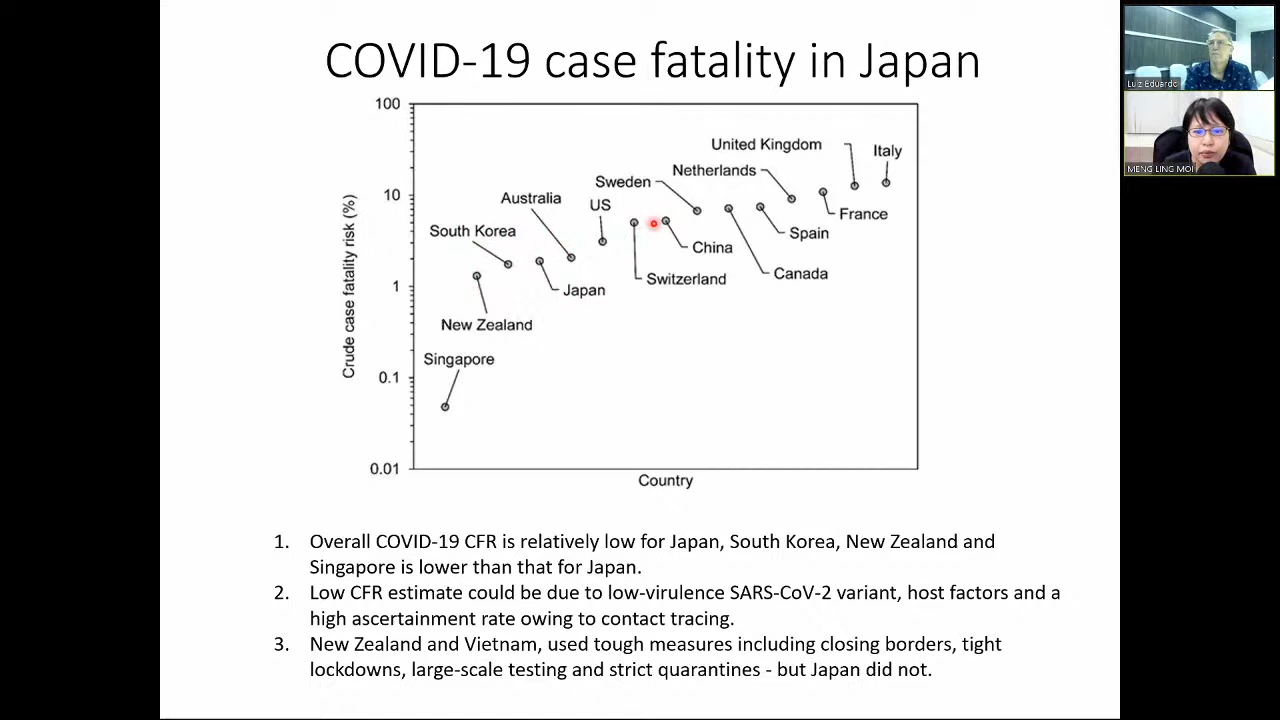 COVID-19 case fatality in Japan
Luiz Eduardo
MENG LING MOI
100
10
1
0.1
0.01
Crude case fatality risk (%)
United Kingdom
Italy
Netherlands
Sweden
Australia
US
South Korea
France
Spain
China
Canada
Switzerland
Japan
New Zealand
Singapore
Country
1. Overall COVID-19 CFR is relatively low for Japan, South Korea, New Zealand and
Singapore is lower than that for Japan.
2. Low CFR estimate could be due to low-virulence SARS-CoV-2 variant, host factors and a
high ascertainment rate owing to contact tracing.
3. New Zealand and Vietnam, used tough measures including closing borders, tight
lockdowns, large-scale testing and strict quarantines - but Japan did not.